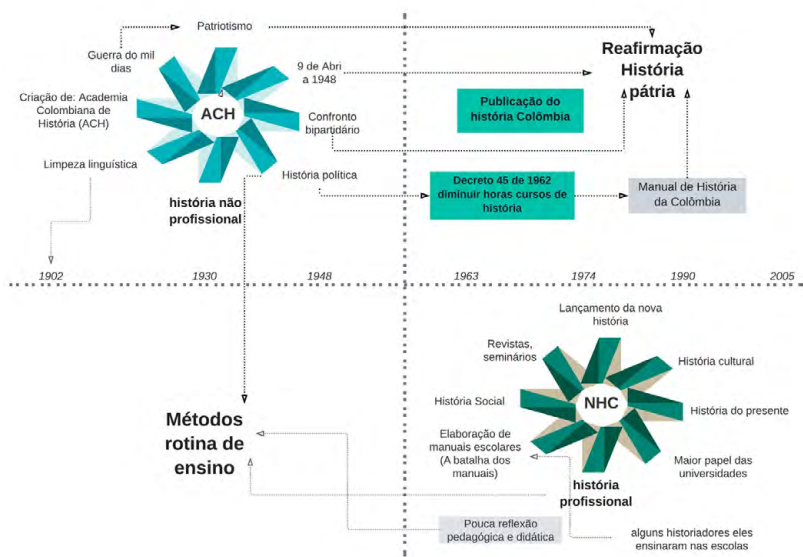 Patriotismo
Guerra do mil
dias
9 de Abri
a 1948
Criação de: Academia
Colombiana de
História (ACH)
ACH
Confronto
bipartidário
Limpeza linguística
História política
história não
profissional
Reafirmação
História
pátria
Publicação do
história Colômbia
Decreto 45 de 1962
diminuir horas cursos de
história
Manual de História
da Colômbia
1902
1930
1948
1963
1974
1990
2005
Lançamento da nova
história
Revistas,
seminários
História cultural
História Social
NHC
História do presente
Elaboração de
manuais escolares
(A batalha dos
manuais)
Maior papel das
universidades
história
profissional
Métodos
rotina de
ensino
Pouca reflexão
pedagógica e didática
alguns historiadores eles
ensinaram nas escolas